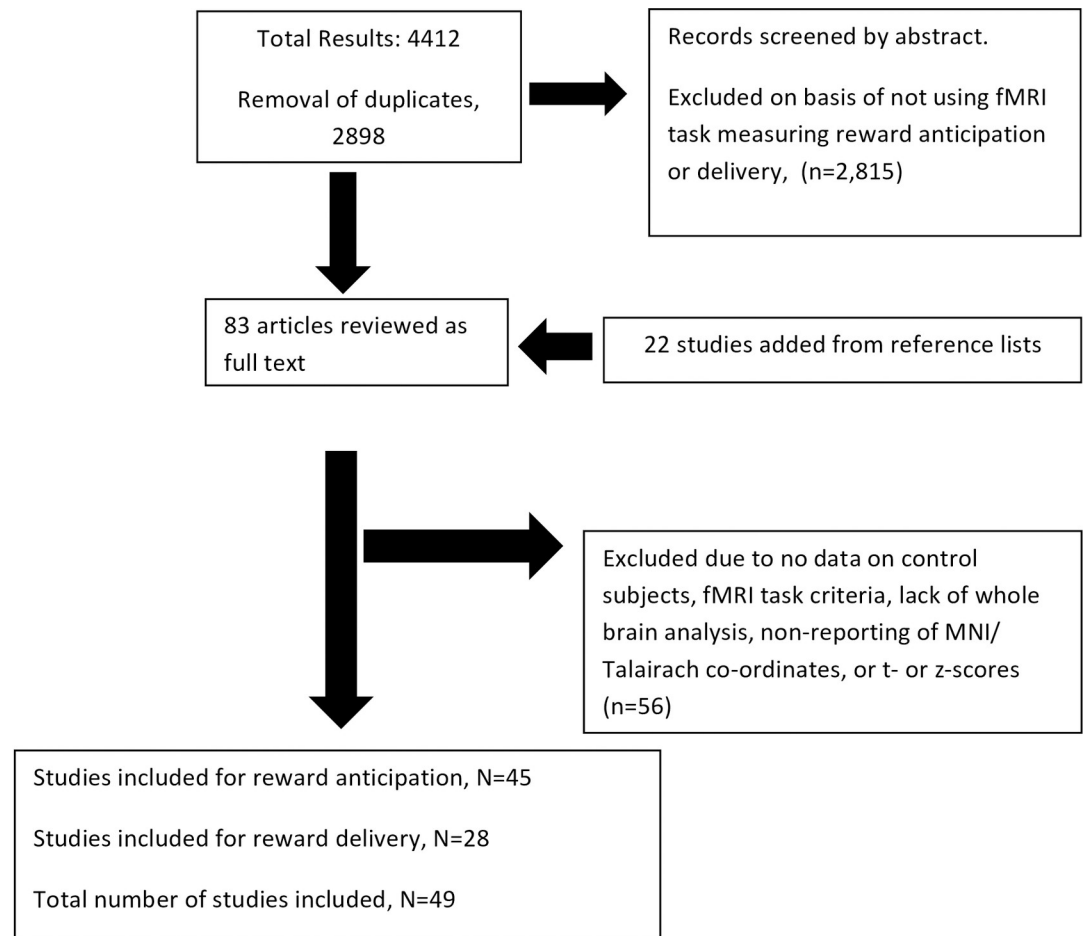 Total Results: 4412
Removal of duplicates,
2898
Records screened by abstract.
Excluded on basis of not using fMRI
task measuring reward anticipation
or delivery,  (n=2,815)
83 articles reviewed as
full text
22 studies added from reference lists
Excluded due to no data on control
subjects, fMRI task criteria, lack of whole
brain analysis, non-reporting of MNI/
Talairach co-ordinates, or t- or z-scores
(n=56)
Studies included for reward anticipation, N=45
Studies included for reward delivery, N=28
Total number of studies included, N=49